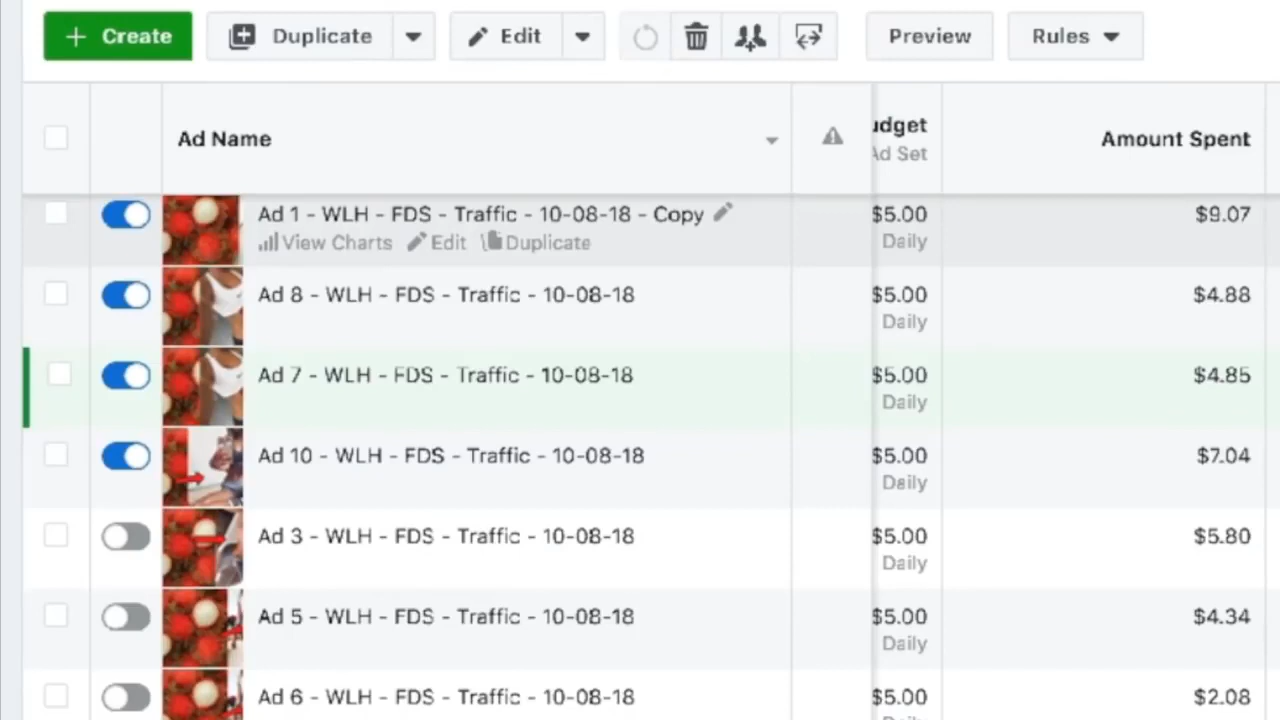 + Create Duplicate Edit Preview Rules
Ad Name udget Amount Spent
Ad Set
Ad 1 - WLH - FDS - Traffic - 10-08-18 - Copy $5.00 $9.07
View Charts Edit Duplicate Daily
Ad 8 - WLH - FDS - Traffic - 10-08-18 $5.00 $4.88
Daily
Ad 7 - WLH - FDS - Traffic - 10-08-18 $5.00 $4.85
Daily
Ad 10 - WLH - FDS - Traffic - 10-08-18 $5.00 $7.04
Daily
Ad 3 - WLH - FDS - Traffic - 10-08-18 $5.00 $5.80
Daily
Ad 5 - WLH - FDS - Traffic - 10-08-18 $5.00 $4.34
Daily
Ad 6 - WLH - FDS - Traffic - 10-08-18 $5.00 $2.08